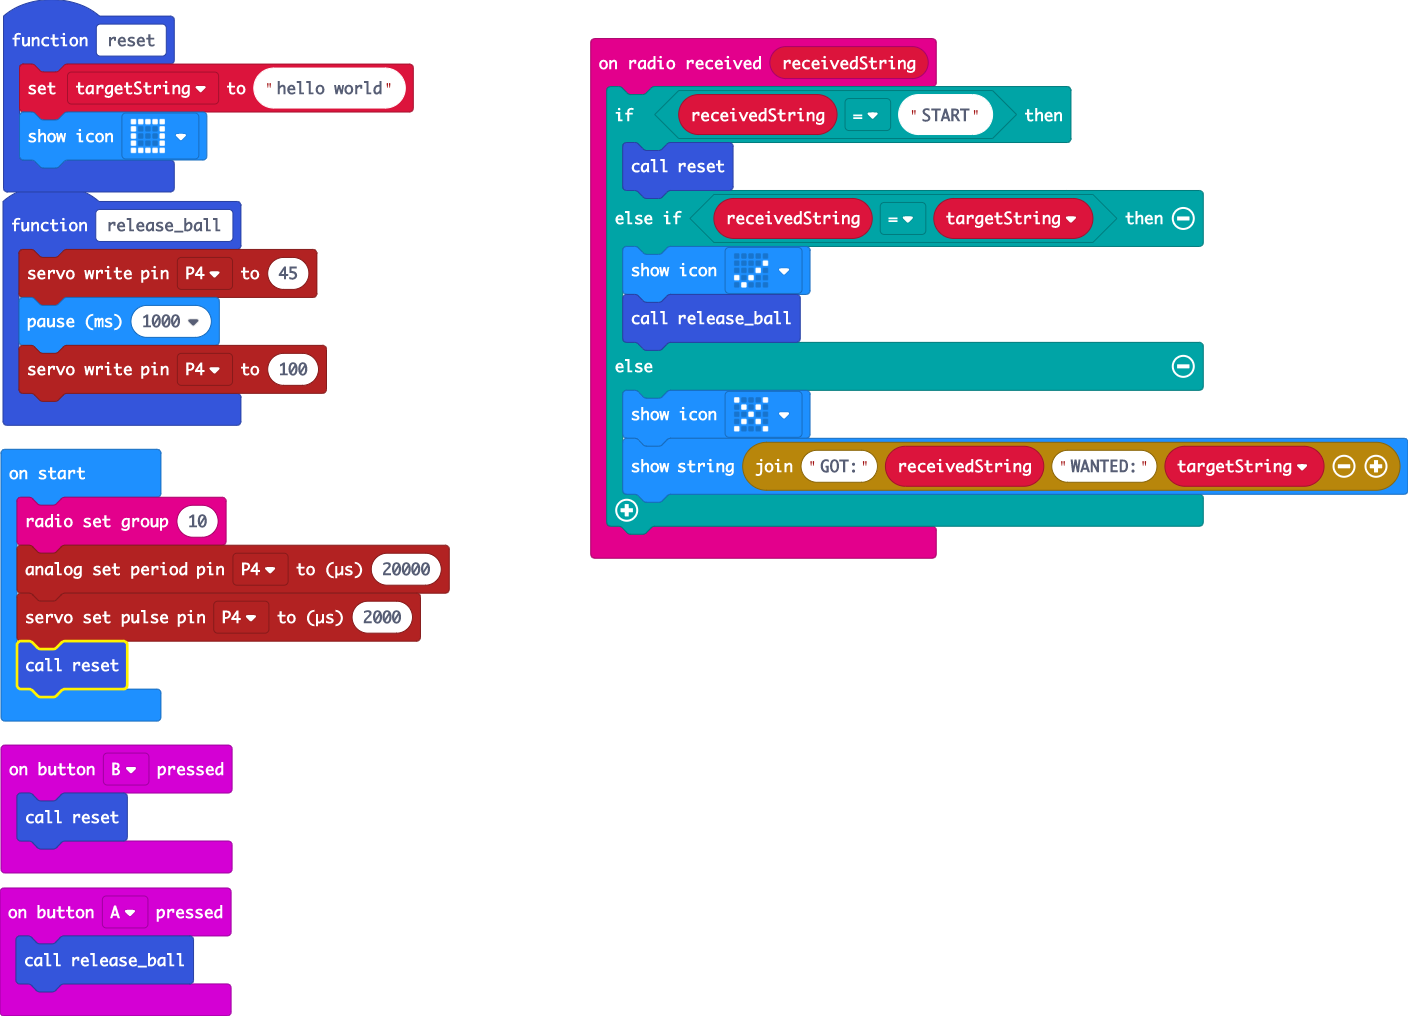 function reset
set targetString to "hello world"
show icon
function release_ball
servo write pin P4 to 45
pause (ms) 1000
servo write pin P4 to 100
on start
radio set group 10
analog set period pin P4 to (µs) 20000
servo set pulse pin P4 to (µs) 2000
call reset
on button B pressed
call reset
on button A pressed
call release_ball
on radio received receivedString
if receivedString = "START" then
call reset
else if receivedString = targetString then
show icon
call release_ball
else
show icon
show string join "GOT:" receivedString "WANTED:" targetString